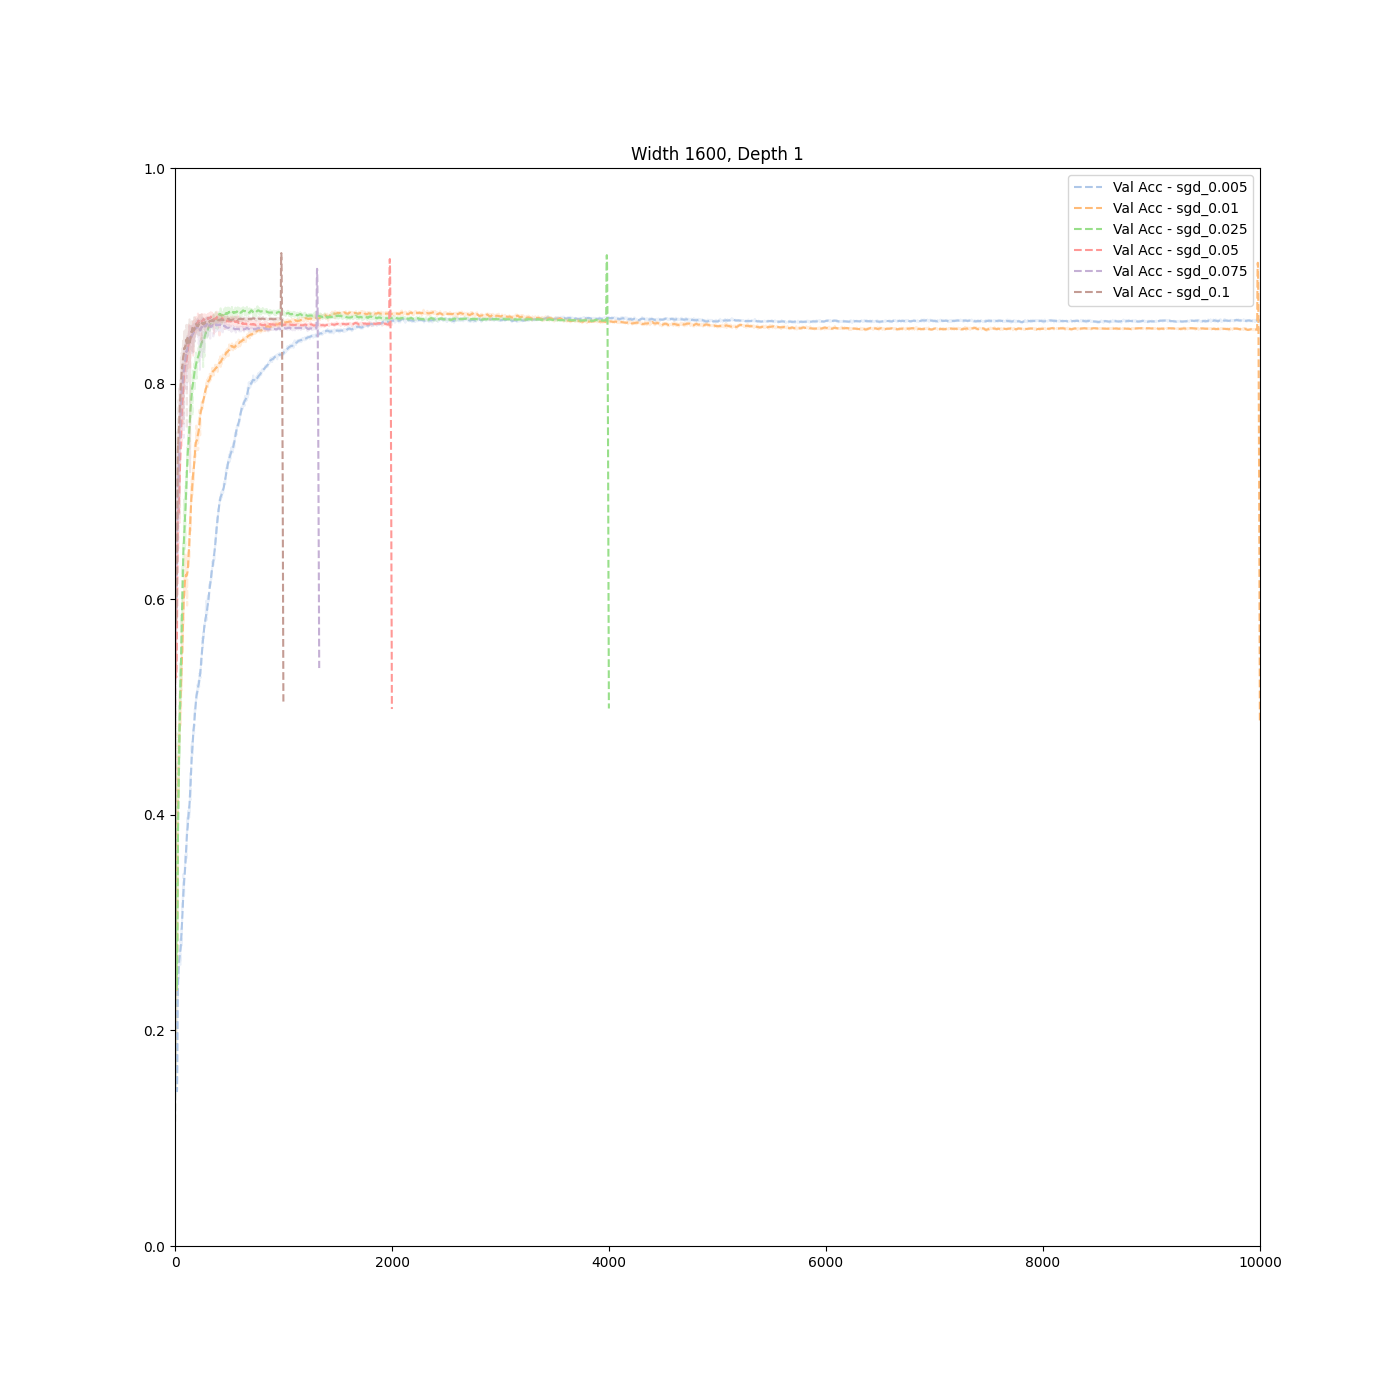 Width 1600, Depth 1
1.0
0.8
0.6
0.4
0.2
0.0
0
2000
4000
6000
8000
10000
Val Acc - sgd_0.005
Val Acc - sgd_0.01
Val Acc - sgd_0.025
Val Acc - sgd_0.05
Val Acc - sgd_0.075
Val Acc - sgd_0.1